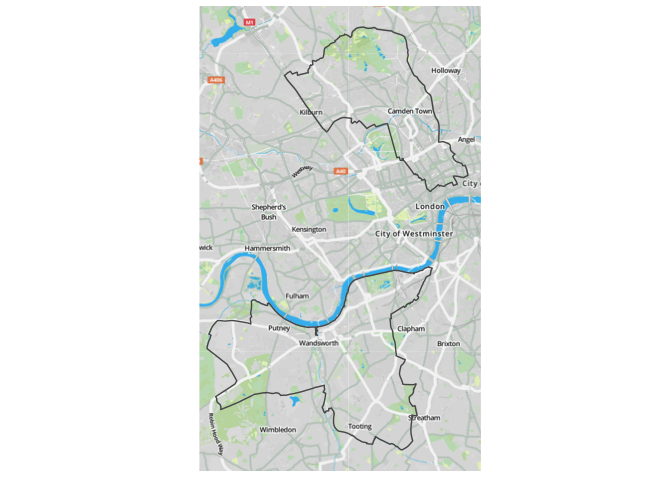 M1
A406
Holloway
Kilburn
Camden Town
Angel
Westway
A40
City
Shepherd's
Bush
London
Kensington
City of Westminster
wick
Hammersmith
Fulham
Putney
Clapham
Wandsworth
Brixton
Streatham
Robin Hood Way
Wimbledon
Tooting